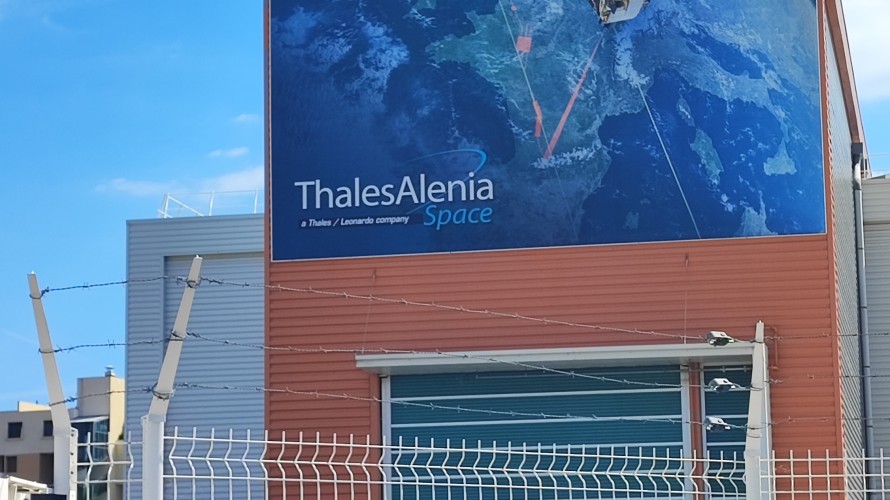 ThalesAlenia
a Thales / Leonardo company Space